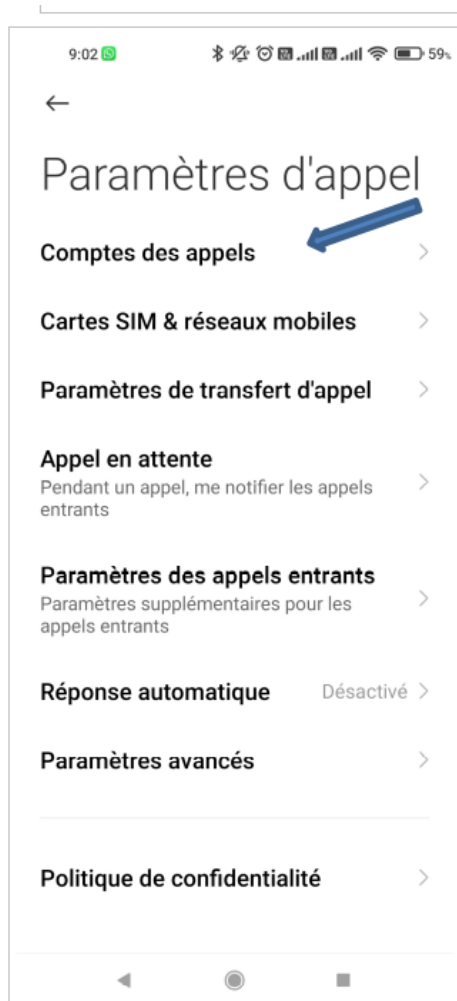 9:02 59%
Paramètres d'appel
Comptes des appels
Cartes SIM & réseaux mobiles
Paramètres de transfert d'appel
Appel en attente
Pendant un appel, me notifier les appels
entrants
Paramètres des appels entrants
Paramètres supplémentaires pour les
appels entrants
Réponse automatique Désactivé
Paramètres avancés
Politique de confidentialité